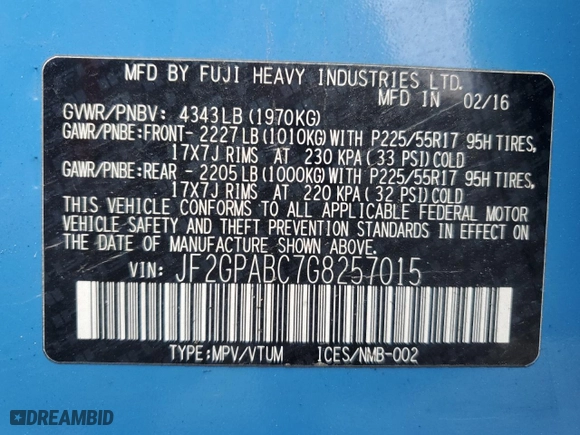 MFD BY FUJI HEAVY INDUSTRIES LTD.
MFD IN 02/16
GVWR/PNBV: 4343LB (1970KG)
GAWR/PNBE:FRONT- 2227LB (1010KG) WITH P225/55R17 95H TIRES,
17X7J RIMS AT 230 KPA (33 PSI) COLD
GAWR/PNBE:REAR - 2205LB (1000KG) WITH P225/55R17 95H TIRES,
17X7J RIMS AT 220 KPA (32 PSI) COLD
THIS VEHICLE CONFORMS TO ALL APPLICABLE FEDERAL MOTOR
VEHICLE SAFETY AND THEFT PREVENTION STANDARDS IN EFFECT ON
THE DATE OF MANUFACTURE SHOWN ABOVE.
VIN: JF2GPABC7G8257015
TYPE:MPV/VTUM ICES/NMB-002
DREAMBID